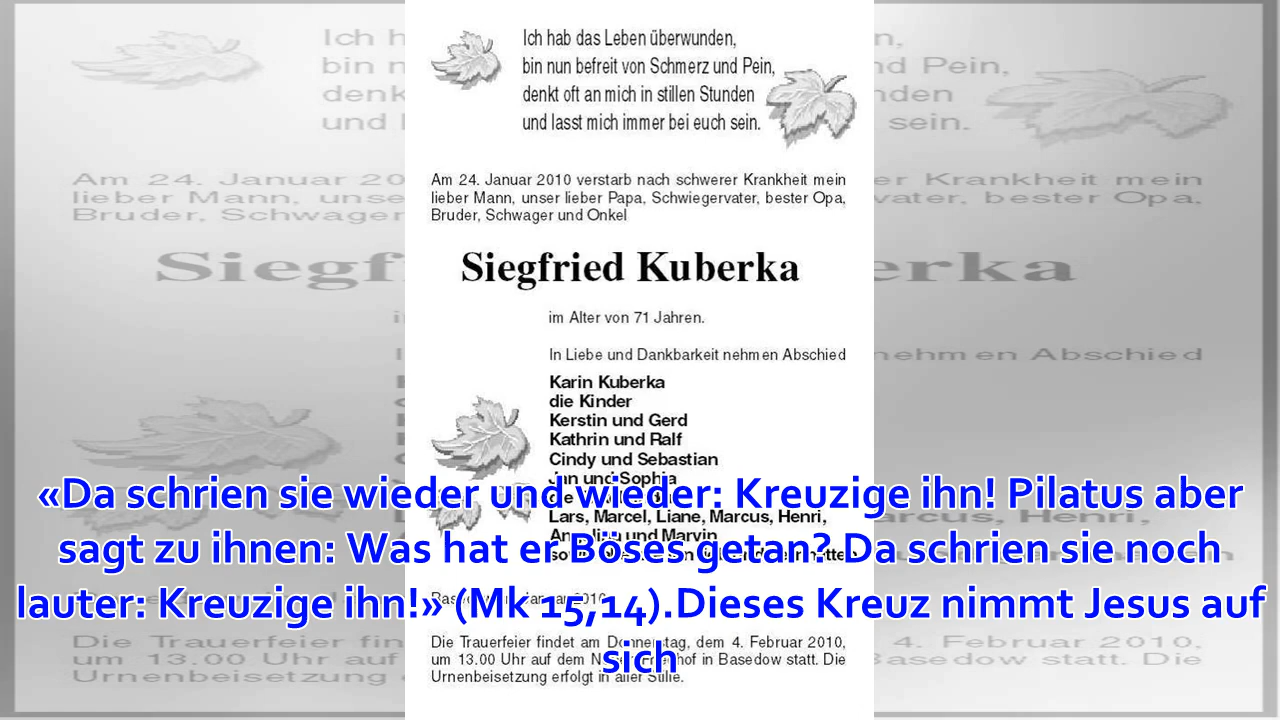 Ich hab das Leben überwunden,
bin nun befreit von Schmerz und Pein,
denkt oft an mich in stillen Stunden
und lasst mich immer bei euch sein.
Am 24. Januar 2010 verstarb nach schwerer Krankheit mein
lieber Mann, unser lieber Papa, Schwiegervater, bester Opa,
Bruder, Schwager und Onkel
Siegfried Kuberka
im Alter von 71 Jahren.
In Liebe und Dankbarkeit nehmen Abschied
Karin Kuberka
die Kinder
Kerstin und Gerd
Kathrin und Ralf
Cindy und Sebastian
Jan und Sophia
Lars, Marcel, Liane, Marcus, Henri,
und Marvin
«Da schrien sie wieder und wieder: Kreuzige ihn! Pilatus aber
sagt zu ihnen: Was hat er Böses getan? Da schrien sie noch
lauter: Kreuzige ihn!» (Mk 15,14).Dieses Kreuz nimmt Jesus auf
sich
Die Trauerfeier findet am Donnerstag, dem 4. Februar 2010,
um 13.00 Uhr auf dem Friedhof in Basedow statt. Die
Urnenbeisetzung erfolgt in aller Stille.